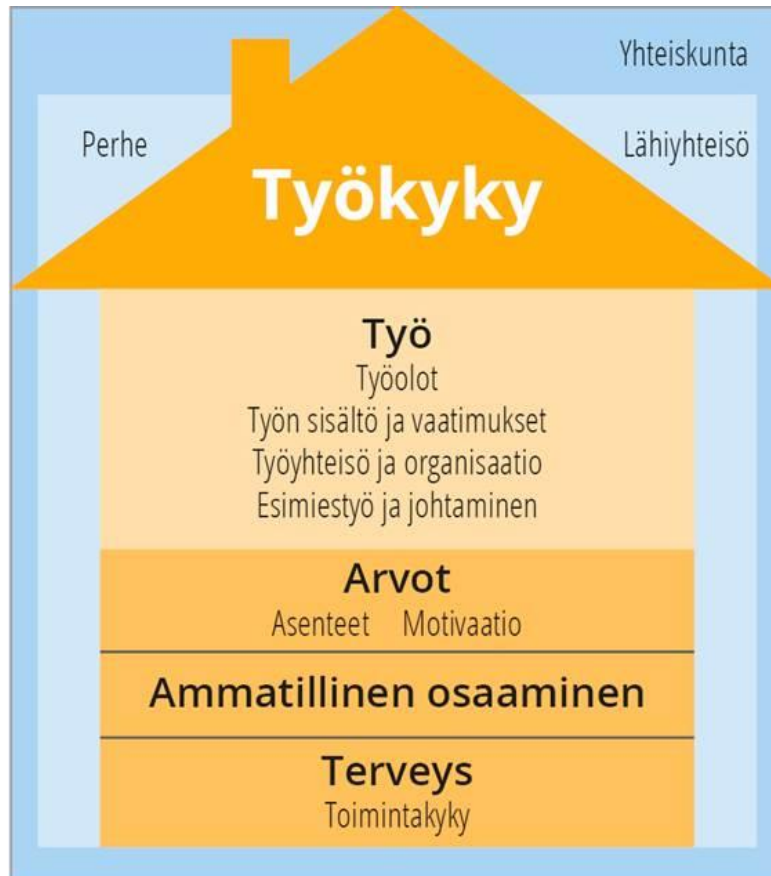 Yhteiskunta
Perhe
Lähiyhteisö
Työkyky
Työ
Työolot
Työn sisältö ja vaatimukset
Työyhteisö ja organisaatio
Esimiestyö ja johtaminen
Arvot
Asenteet Motivaatio
Ammatillinen osaaminen
Terveys
Toimintakyky